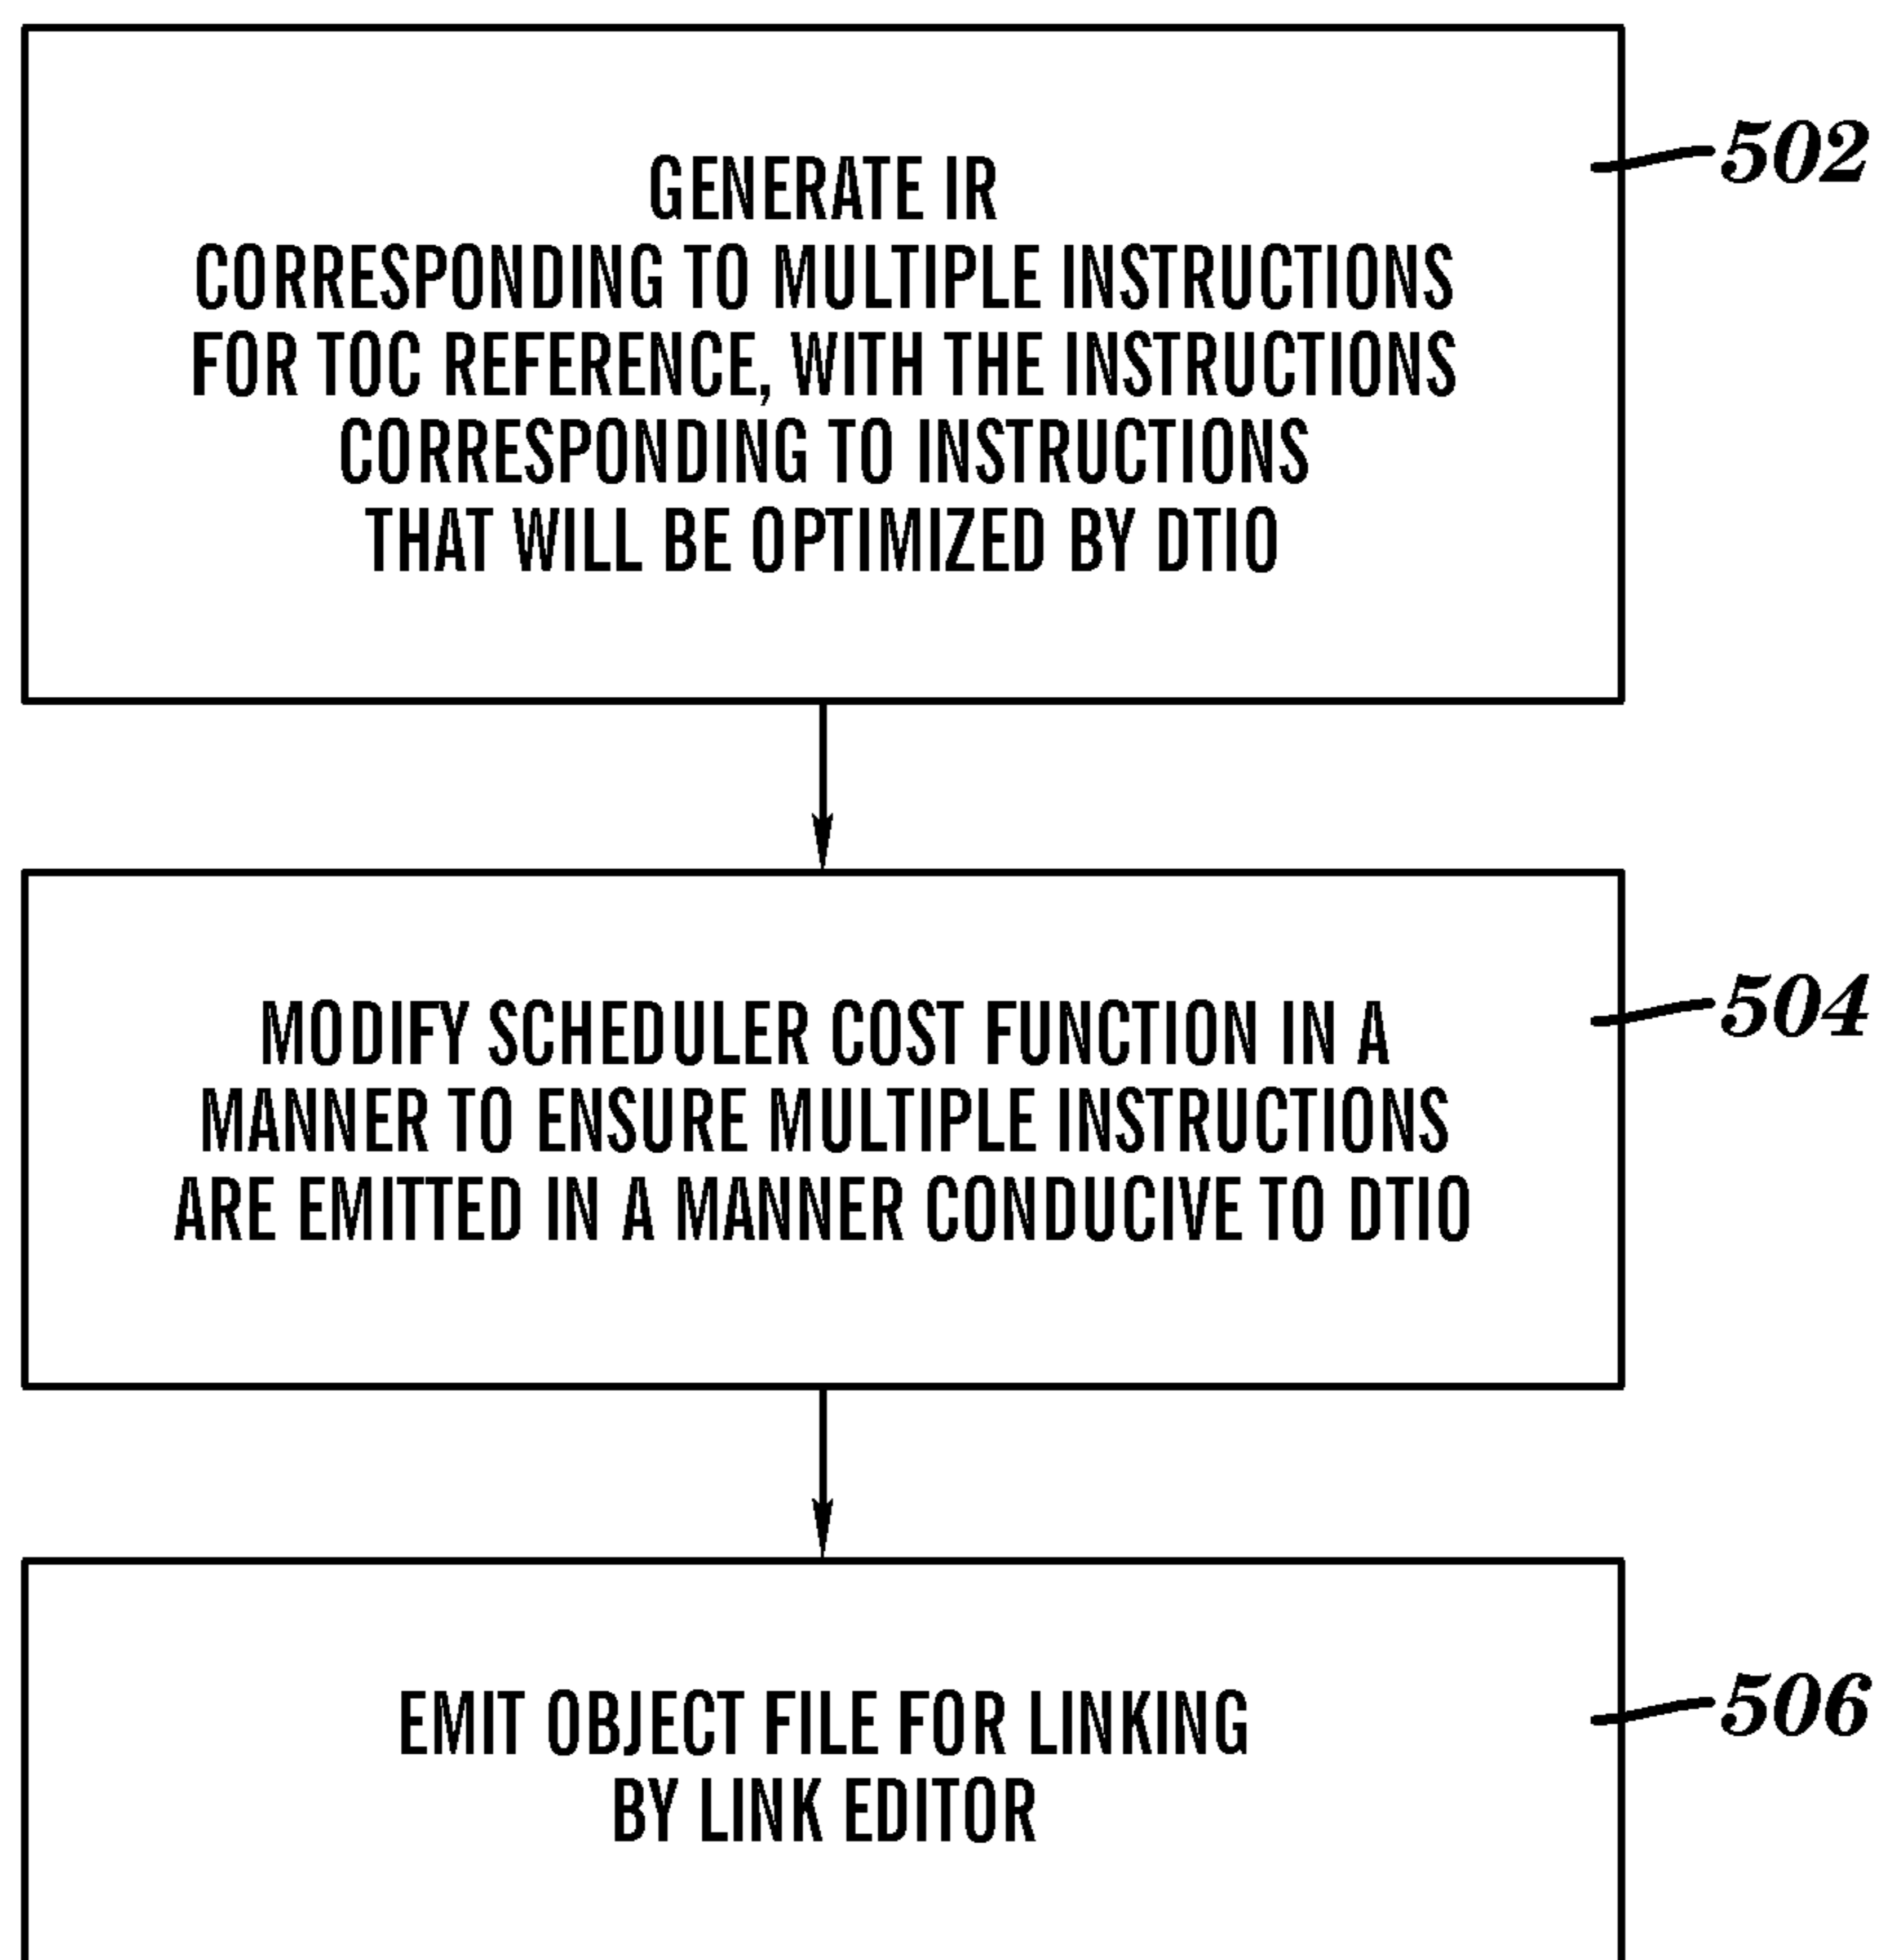 GENERATE IR
CORRESPONDING TO MULTIPLE INSTRUCTIONS
FOR TOC REFERENCE, WITH THE INSTRUCTIONS
CORRESPONDING TO INSTRUCTIONS
THAT WILL BE OPTIMIZED BY DTIO
502
MODIFY SCHEDULER COST FUNCTION IN A
MANNER TO ENSURE MULTIPLE INSTRUCTIONS
ARE EMITTED IN A MANNER CONDUCIVE TO DTIO
504
EMIT OBJECT FILE FOR LINKING
BY LINK EDITOR
506